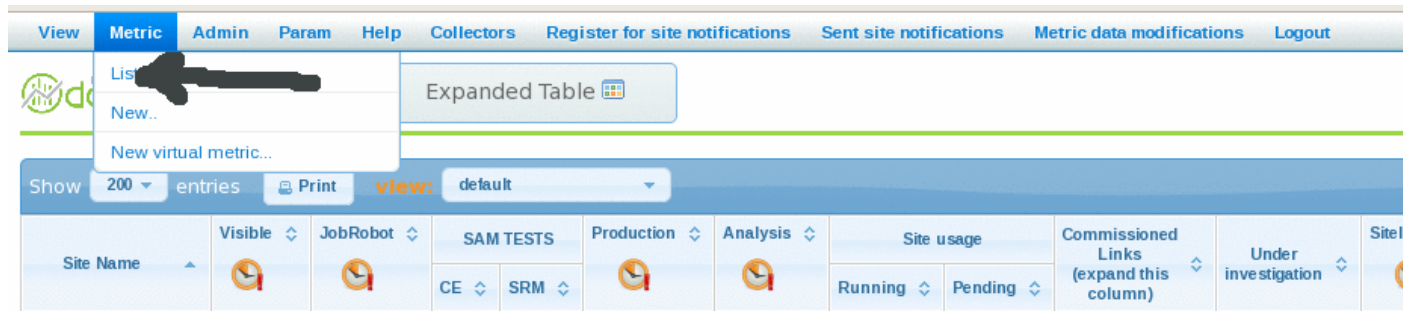 View Metric Admin Param Help Collectors Register for site notifications Sent site notifications Metric data modifications Logout
List
New..
New virtual metric...
Expanded Table
Show 200 entries Print view: default
Site Name
Visible
JobRobot
SAM TESTS
CE SRM
Production
Analysis
Site usage
Running Pending
Commissioned
Links
(expand this
column)
Under
investigation